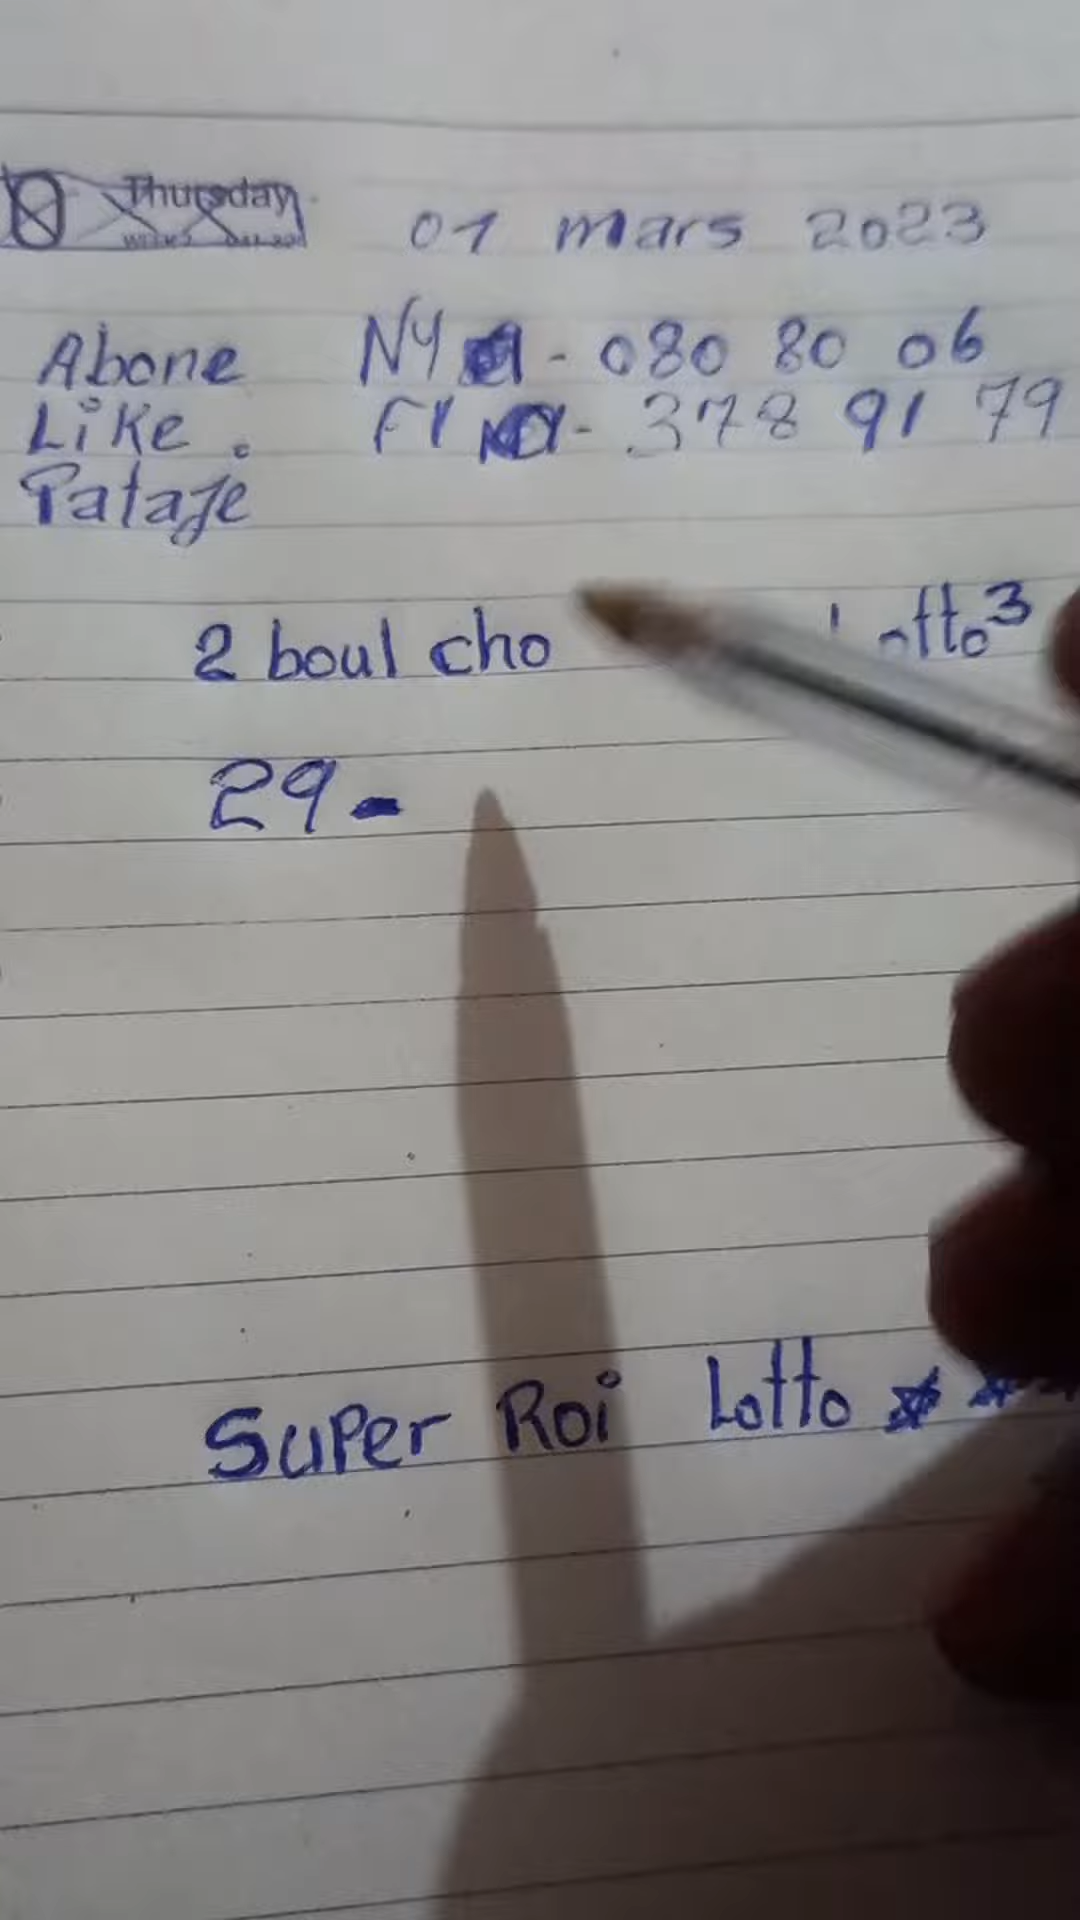 Thursday
01 mars 2023
Abone NY - 080 80 06
Like . Fl - 378 91 79
Pataje
2 boul cho Lotto3
29 -
Super Roi Lotto